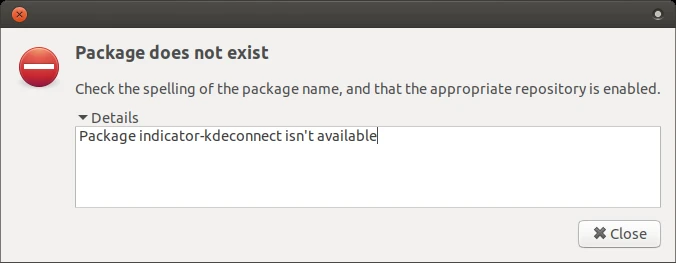 Package does not exist
Check the spelling of the package name, and that the appropriate repository is enabled.
Details
Package indicator-kdeconnect isn't available
Close